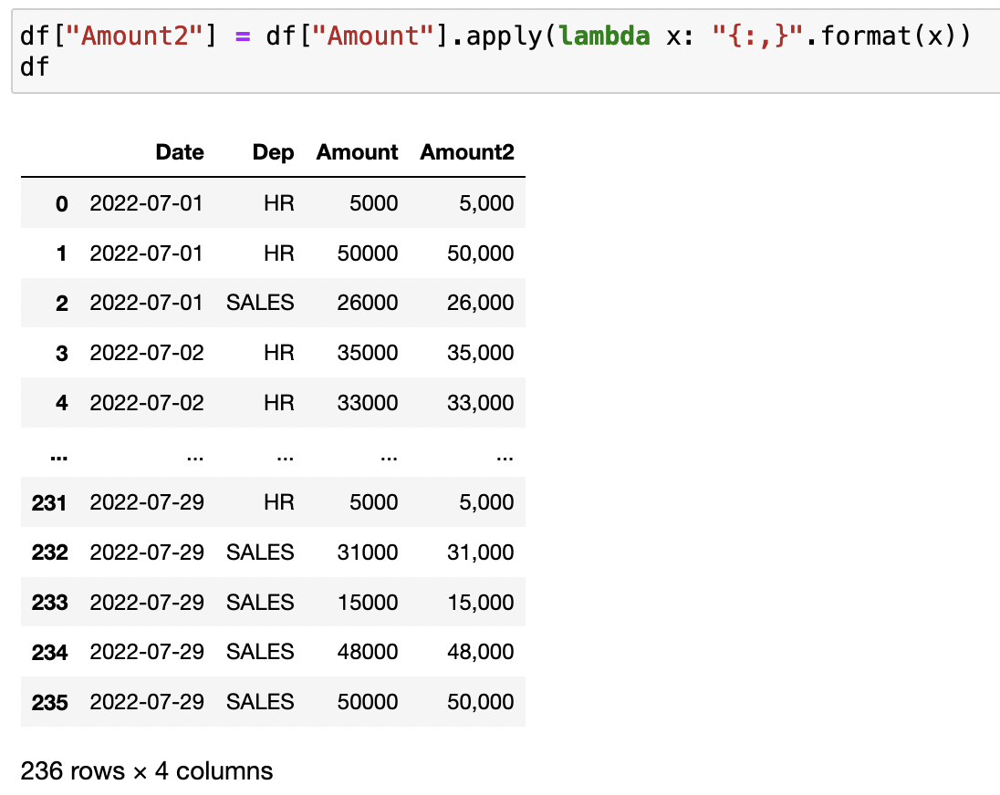 df["Amount2"] = df["Amount"].apply(lambda x: "{:,}".format(x))
df
Date Dep Amount Amount2
0 2022-07-01 HR 5000 5,000
1 2022-07-01 HR 50000 50,000
2 2022-07-01 SALES 26000 26,000
3 2022-07-02 HR 35000 35,000
4 2022-07-02 HR 33000 33,000
... ... ... ... ...
231 2022-07-29 HR 5000 5,000
232 2022-07-29 SALES 31000 31,000
233 2022-07-29 SALES 15000 15,000
234 2022-07-29 SALES 48000 48,000
235 2022-07-29 SALES 50000 50,000
236 rows × 4 columns